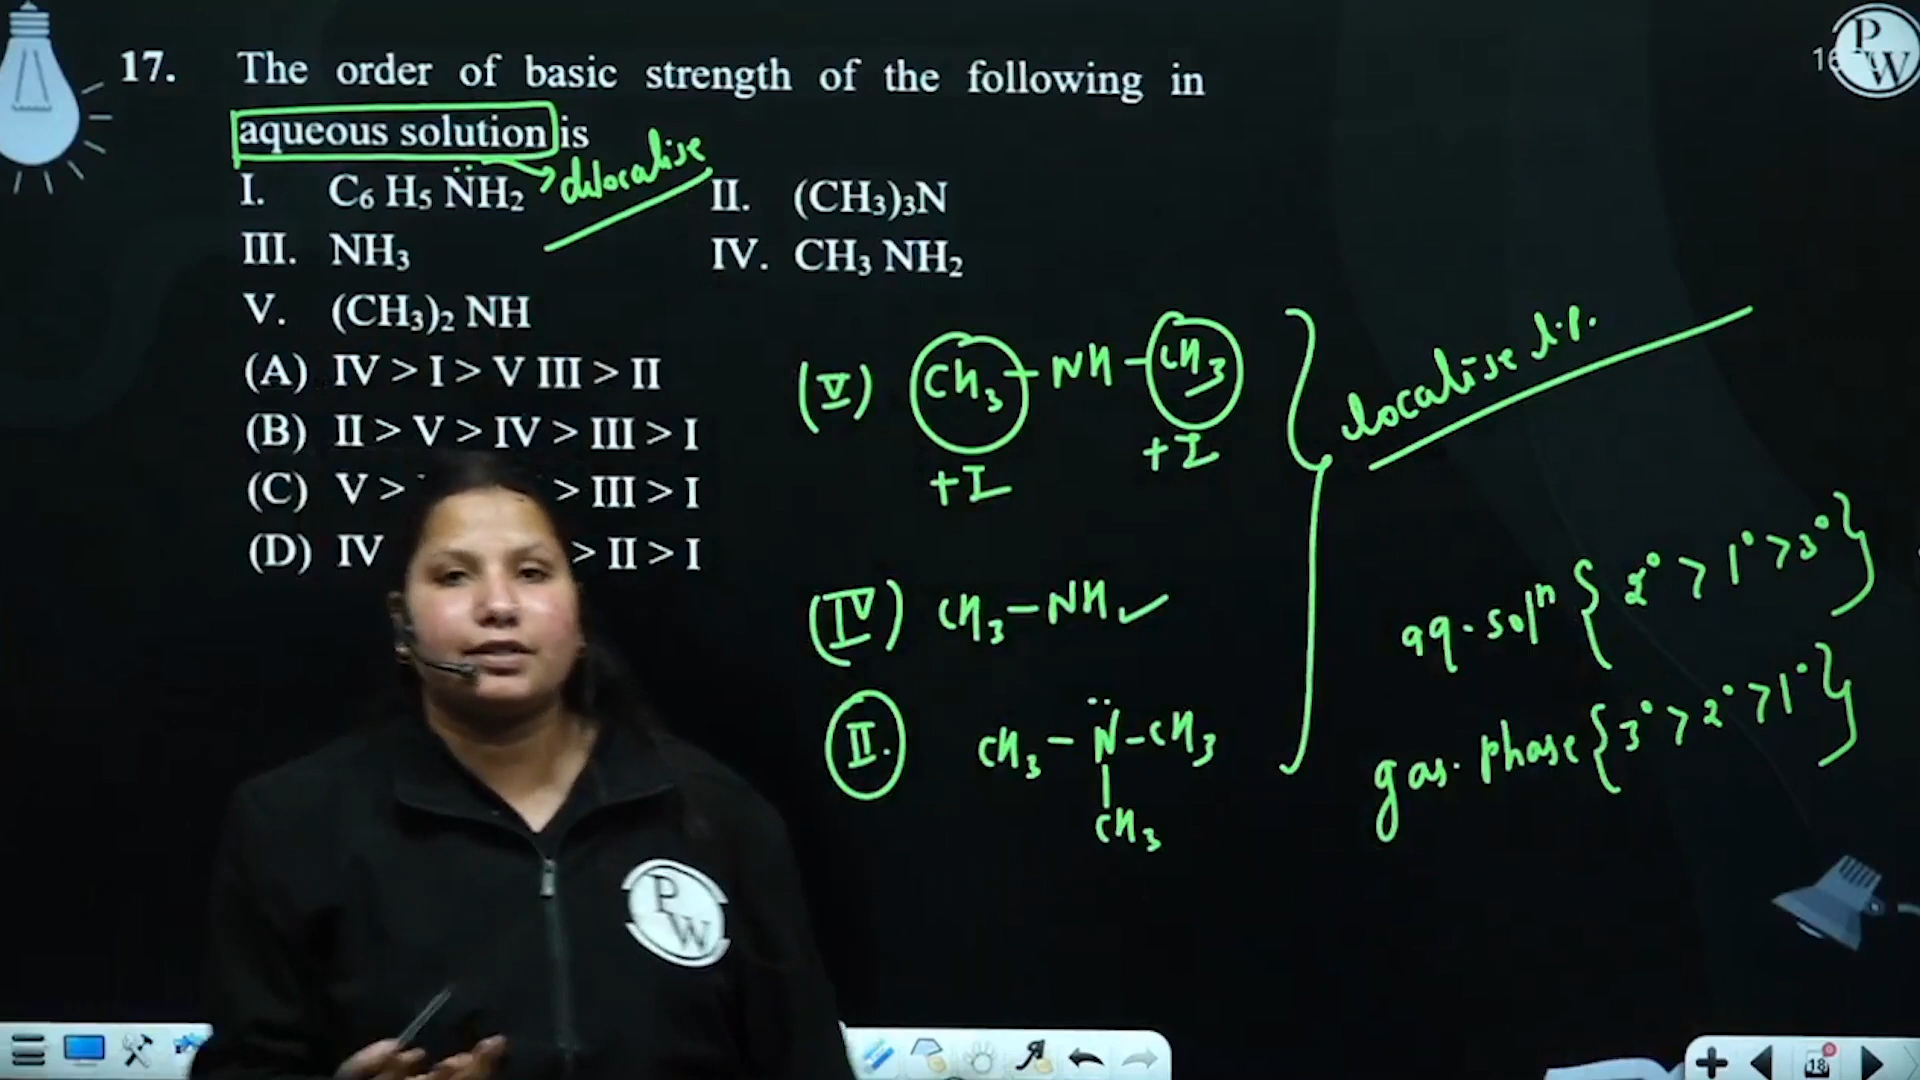 17. The order of basic strength of the following in
aqueous solution is
delocalise
I. C6 H5 N̈H2
II. (CH3)3N
III. NH3
IV. CH3 NH2
V. (CH3)2 NH
(A) IV > I > V III > II
(B) II > V > IV > III > I
(C) V > > III > I
(D) IV > II > I
(V) CH3 - NH - CH3
+I +I
localise l.p.
(IV) CH3 - NH2
II. CH3 - N̈ - CH3
CH3
aq. solⁿ { 2° > 1° > 3° }
gas. phase { 3° > 2° > 1° }
PW
PW
18